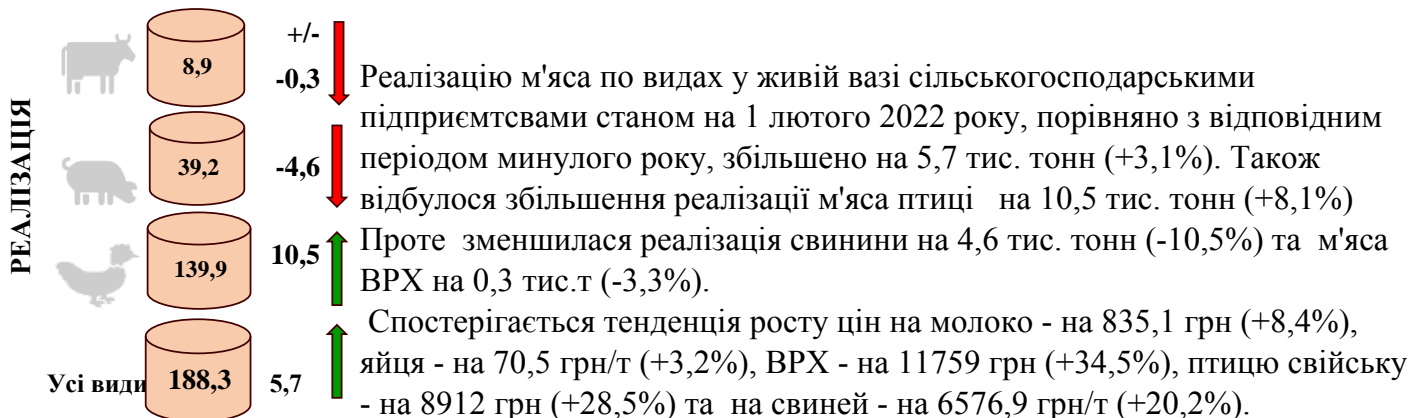 РЕАЛІЗАЦІЯ
+/-
8,9
-0,3
39,2
-4,6
139,9
10,5
Усі види
188,3
5,7
Реалізацію м'яса по видах у живій вазі сільськогосподарськими
підприємтсвами станом на 1 лютого 2022 року, порівняно з відповідним
періодом минулого року, збільшено на 5,7 тис. тонн (+3,1%). Також
відбулося збільшення реалізації м'яса птиці на 10,5 тис. тонн (+8,1%)
Проте зменшилася реалізація свинини на 4,6 тис. тонн (-10,5%) та м'яса
ВРХ на 0,3 тис.т (-3,3%).
Спостерігається тенденція росту цін на молоко - на 835,1 грн (+8,4%),
яйця - на 70,5 грн/т (+3,2%), ВРХ - на 11759 грн (+34,5%), птицю свійську
- на 8912 грн (+28,5%) та на свиней - на 6576,9 грн/т (+20,2%).